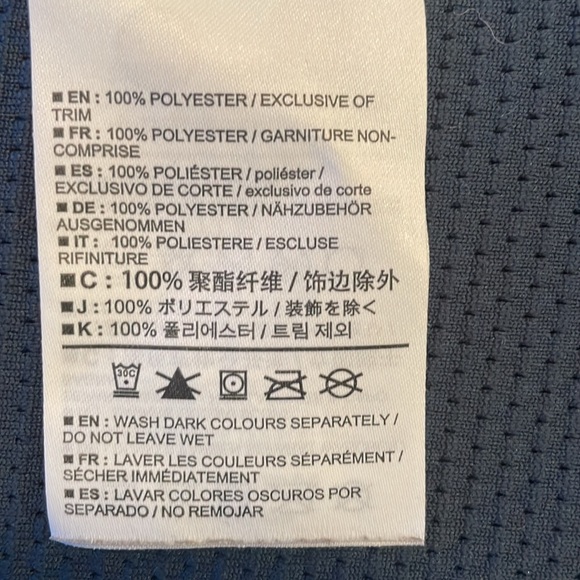 ■ EN : 100% POLYESTER / EXCLUSIVE OF
TRIM
■ FR : 100% POLYESTER / GARNITURE NON-
COMPRISE
■ ES : 100% POLIÉSTER / poliéster /
EXCLUSIVO DE CORTE / exclusivo de corte
■ DE : 100% POLYESTER / NÄHZUBEHÖR
AUSGENOMMEN
■ IT : 100% POLIESTERE / ESCLUSE
RIFINITURE
■ C : 100% 聚酯纤维 / 饰边除外
■ J : 100% ポリエステル / 装飾を除く
■ K : 100% 폴리에스터 / 트림 제외
30C
■ EN : WASH DARK COLOURS SEPARATELY /
DO NOT LEAVE WET
■ FR : LAVER LES COULEURS SÉPARÉMENT /
SÉCHER IMMÉDIATEMENT
■ ES : LAVAR COLORES OSCUROS POR
SEPARADO / NO REMOJAR